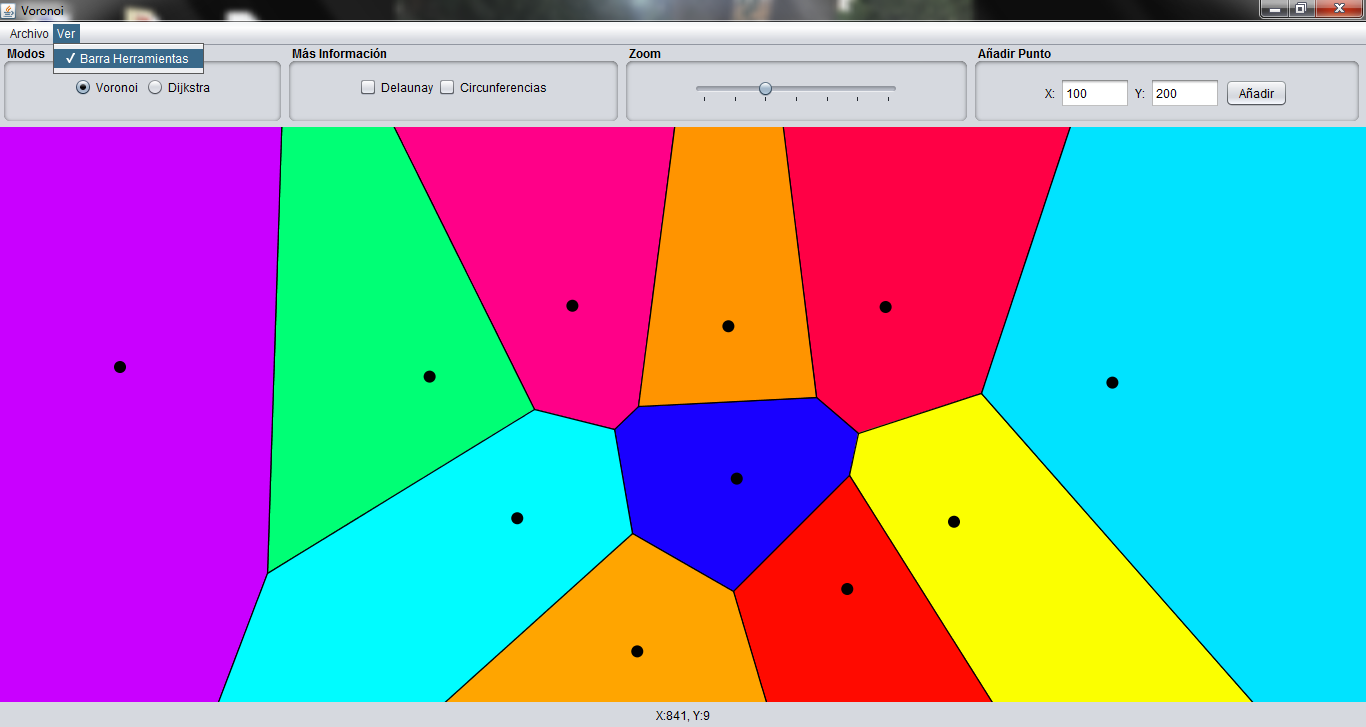 Voronoi
Archivo Ver
✓ Barra Herramientas
Modos Más Información Zoom Añadir Punto
Voronoi Dijkstra Delaunay Circunferencias X: 100 Y: 200 Añadir
X:841, Y:9